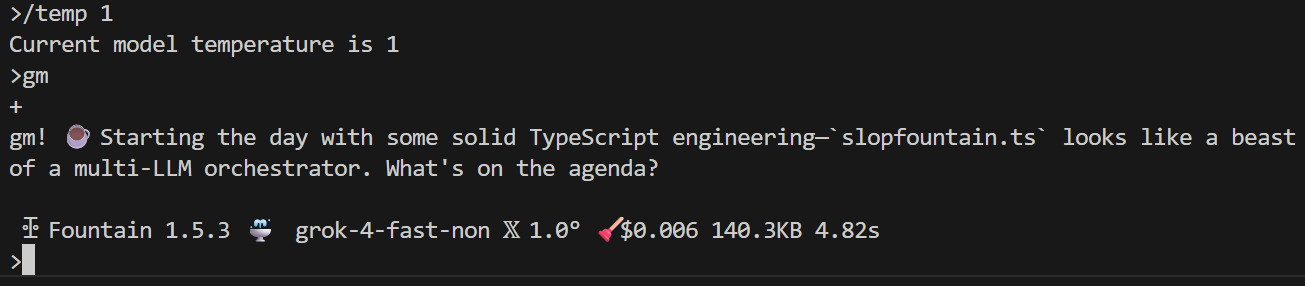 >/temp 1
Current model temperature is 1
>gm
+
gm! ☕ Starting the day with some solid TypeScript engineering—`slopfountain.ts` looks like a beast
of a multi-LLM orchestrator. What's on the agenda?
Fountain 1.5.3 grok-4-fast-non 𝕏 1.0° $0.006 140.3KB 4.82s
>